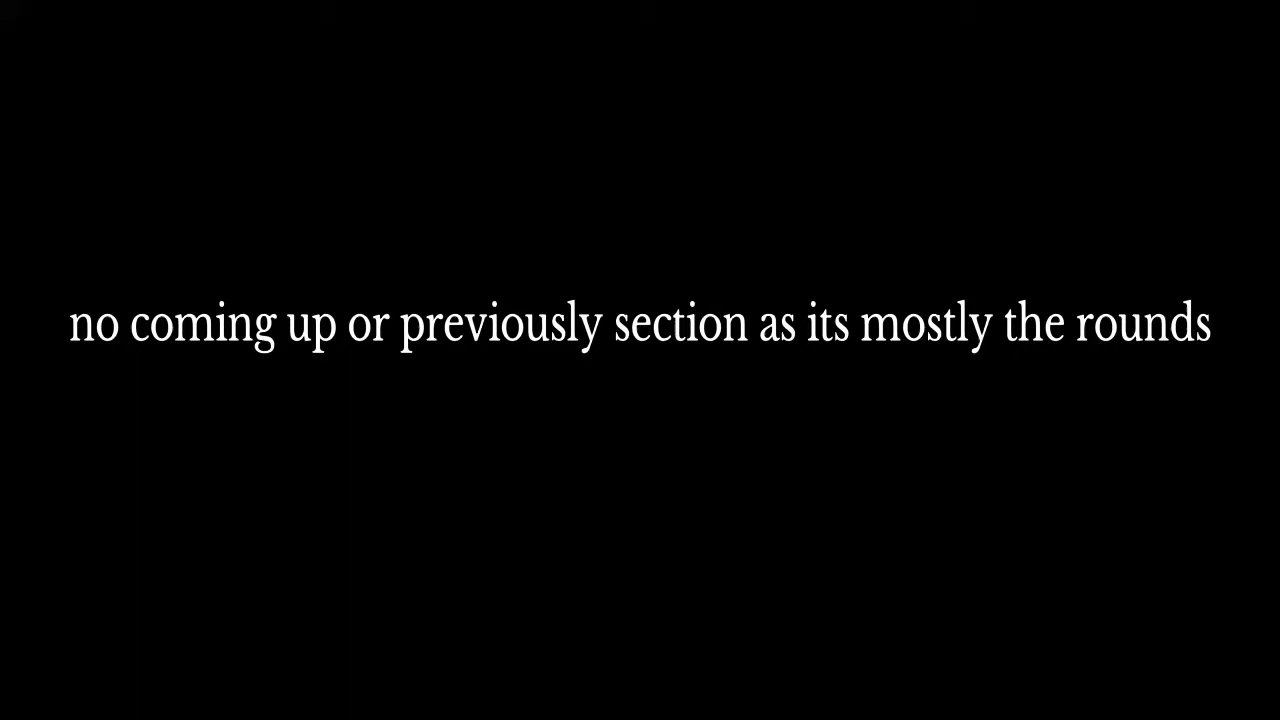 no coming up or previously section as its mostly the rounds